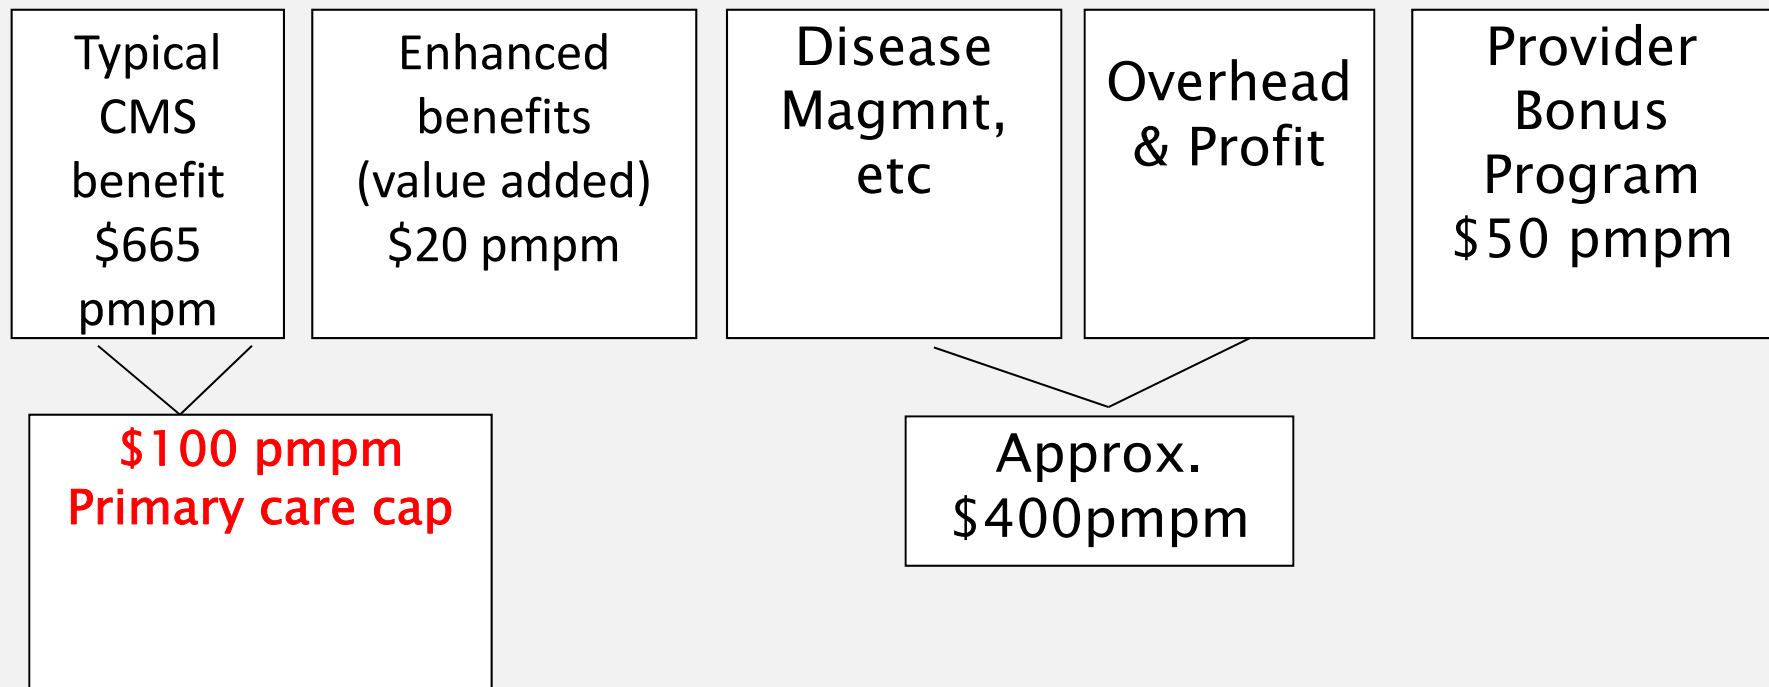 Typical
CMS
benefit
$665
pmpm
Enhanced
benefits
(value added)
$20 pmpm
Disease
Magmnt,
etc
Overhead
& Profit
Provider
Bonus
Program
$50 pmpm
$100 pmpm
Primary care cap
Approx.
$400pmpm